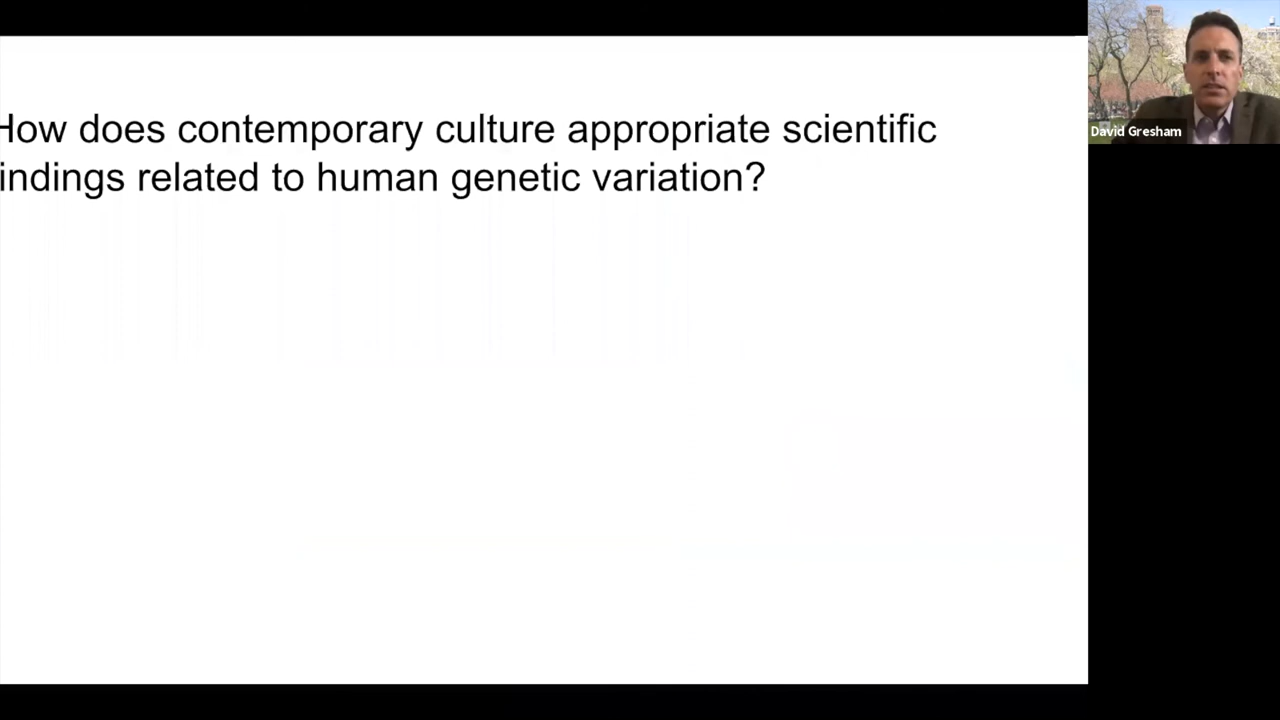 How does contemporary culture appropriate scientific
indings related to human genetic variation?
David Gresham